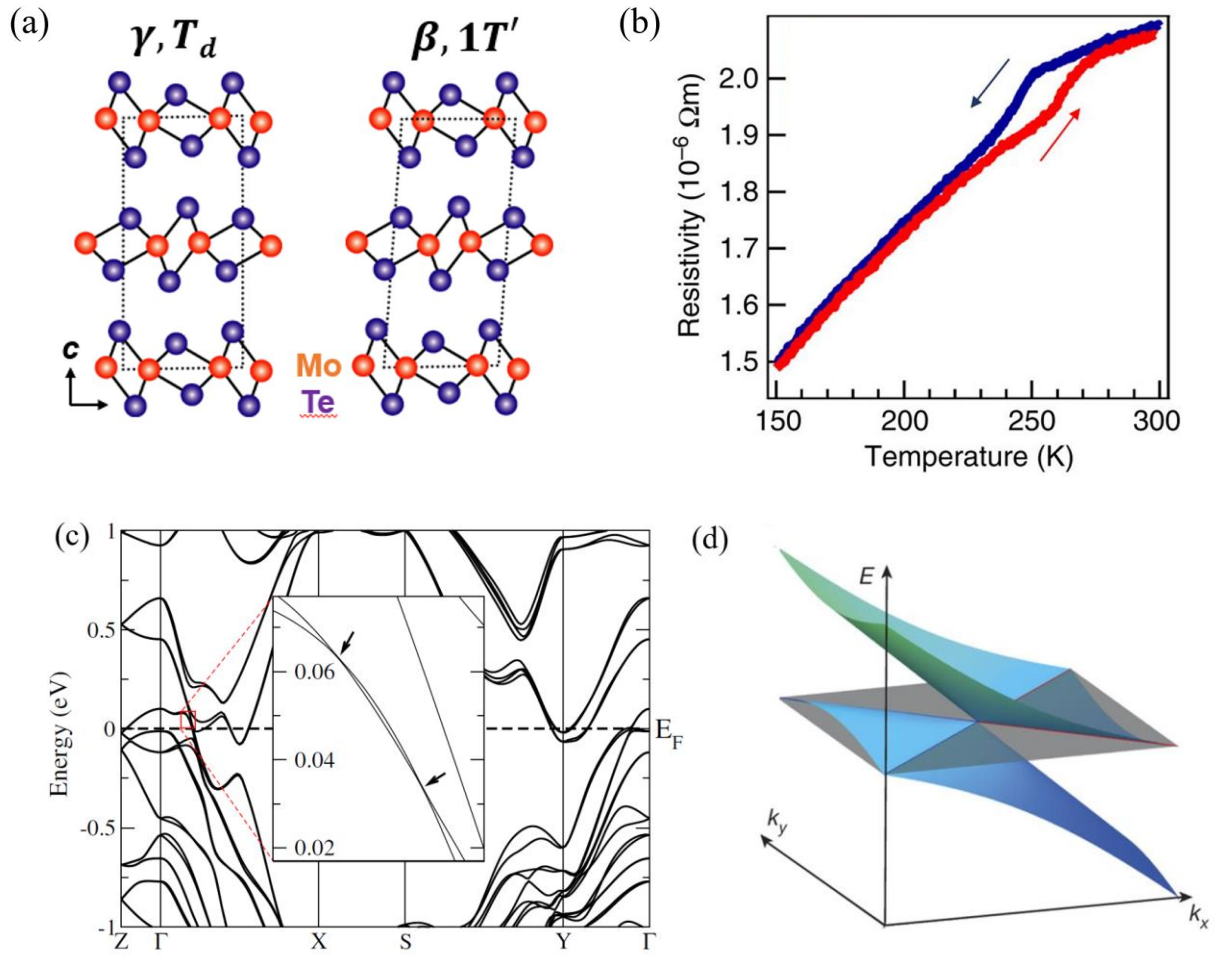 (a)
γ, T_d
β, 1T′
c
Mo
Te
(b)
Resistivity (10⁻⁶ Ωm)
2.0
1.9
1.8
1.7
1.6
1.5
150
200
250
300
Temperature (K)
(c)
Energy (eV)
1
0.5
0
-0.5
-1
0.06
0.04
0.02
E_F
Z
Γ
X
S
Y
Γ
(d)
E
k_y
k_x